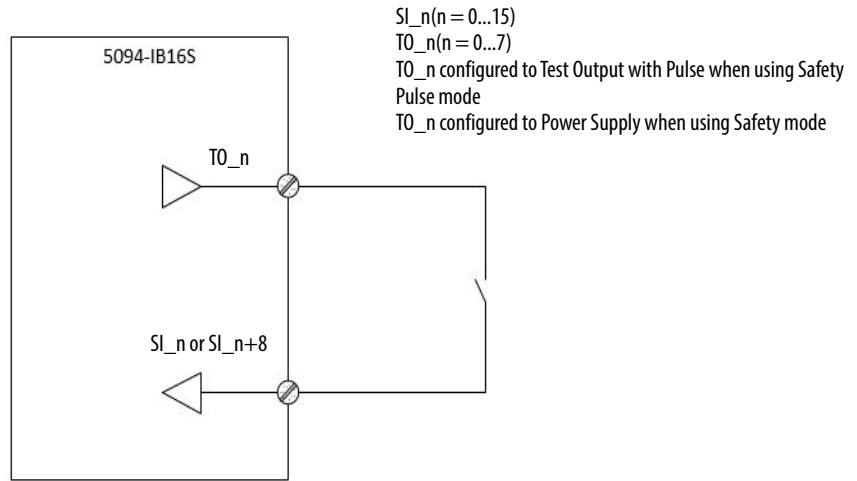 SI_n(n = 0...15)
TO_n(n = 0...7)
TO_n configured to Test Output with Pulse when using Safety
Pulse mode
TO_n configured to Power Supply when using Safety mode
5094-IB16S
TO_n
SI_n or SI_n+8